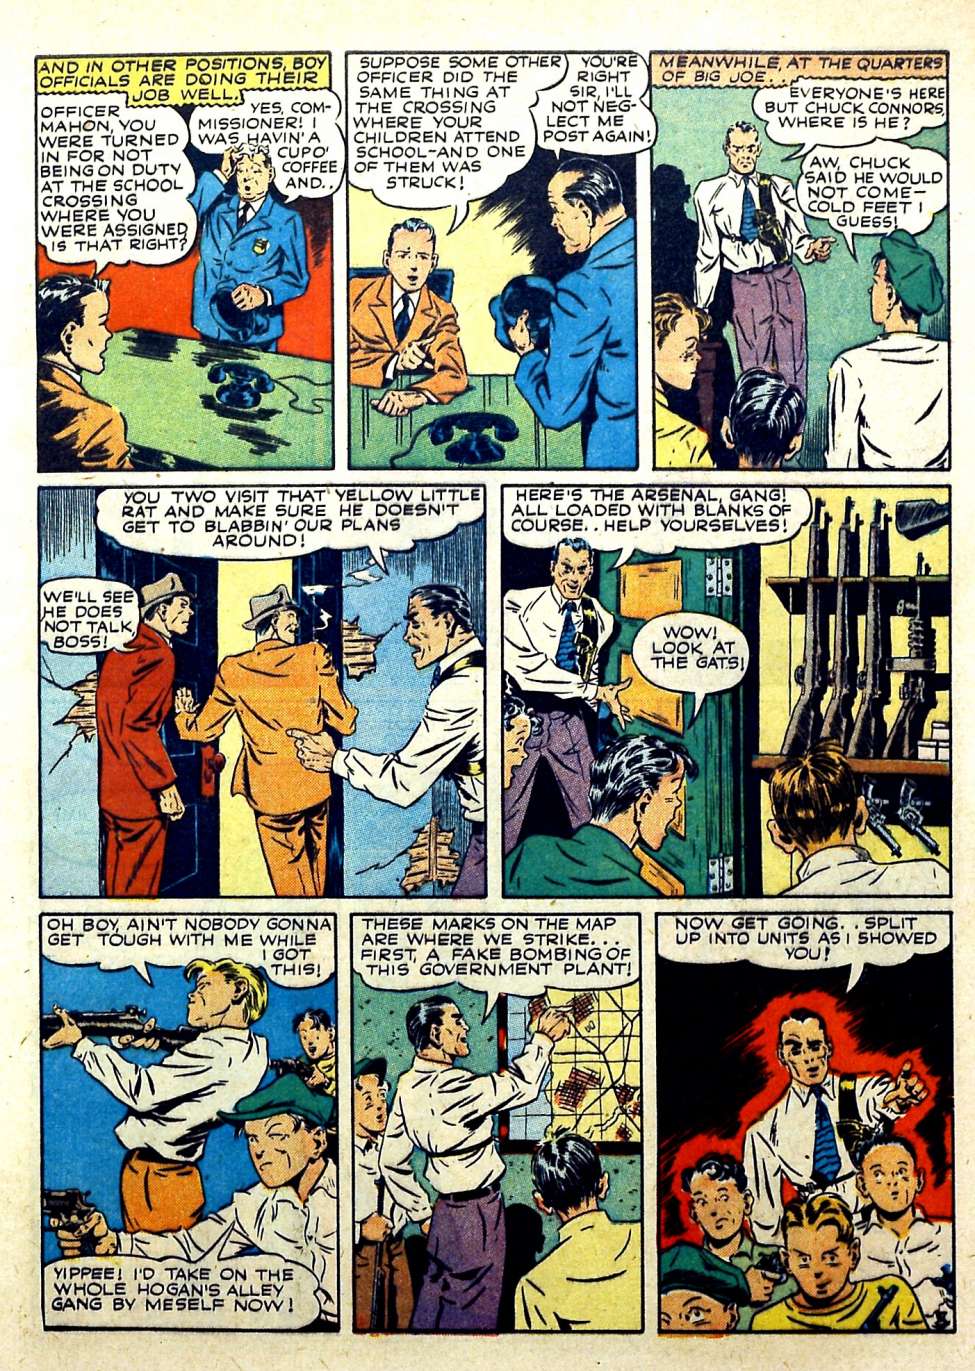 AND IN OTHER POSITIONS, BOY
OFFICIALS ARE DOING THEIR
JOB WELL.
OFFICER
MAHON, YOU
WERE TURNED
IN FOR NOT
BEING ON DUTY
AT THE SCHOOL
CROSSING
WHERE YOU
WERE ASSIGNED
IS THAT RIGHT?
YES, COM-
MISSIONER! I
WAS HAVIN' A
CUP O'
COFFEE
AND..
SUPPOSE SOME OTHER
OFFICER DID THE
SAME THING AT
THE CROSSING
WHERE YOUR
CHILDREN ATTEND
SCHOOL-AND ONE
OF THEM WAS
STRUCK!
YOU'RE
RIGHT
SIR, I'LL
NOT NEG-
LECT ME
POST AGAIN!
MEANWHILE, AT THE QUARTERS
OF BIG JOE...
EVERYONE'S HERE
BUT CHUCK CONNORS,
WHERE IS HE?
AW, CHUCK
SAID HE WOULD
NOT COME—
COLD FEET I
GUESS!
YOU TWO VISIT THAT YELLOW LITTLE
RAT AND MAKE SURE HE DOESN'T
GET TO BLABBIN' OUR PLANS
AROUND!
WE'LL SEE
HE DOES
NOT TALK,
BOSS!
HERE'S THE ARSENAL, GANG!
ALL LOADED WITH BLANKS OF
COURSE.. HELP YOURSELVES!
WOW!
LOOK AT
THE GATS!
OH BOY, AIN'T NOBODY GONNA
GET TOUGH WITH ME WHILE
I GOT
THIS!
YIPPEE! I'D TAKE ON THE
WHOLE HOGAN'S ALLEY
GANG BY MESELF NOW!
THESE MARKS ON THE MAP
ARE WHERE WE STRIKE...
FIRST, A FAKE BOMBING OF
THIS GOVERNMENT PLANT!
NOW GET GOING.. SPLIT
UP INTO UNITS AS I SHOWED
YOU!